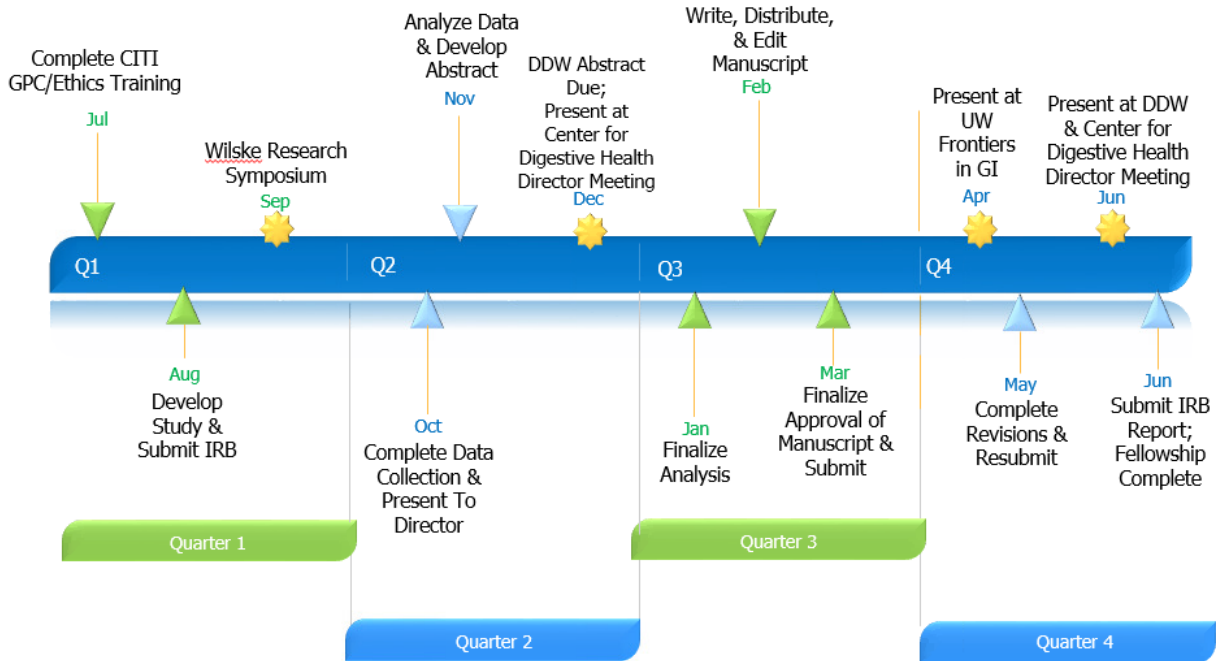 Complete CITI
GPC/Ethics Training
Jul
Wilske Research
Symposium
Sep
Analyze Data
& Develop
Abstract
Nov
DDW Abstract
Due;
Present at
Center for
Digestive Health
Director Meeting
Dec
Write, Distribute,
& Edit
Manuscript
Feb
Present at
UW
Frontiers
in GI
Apr
Present at DDW
& Center for
Digestive Health
Director Meeting
Jun
Q1
Q2
Q3
Q4
Aug
Develop
Study &
Submit IRB
Oct
Complete Data
Collection &
Present To
Director
Jan
Finalize
Analysis
Mar
Finalize
Approval of
Manuscript &
Submit
May
Complete
Revisions &
Resubmit
Jun
Submit IRB
Report;
Fellowship
Complete
Quarter 1
Quarter 2
Quarter 3
Quarter 4